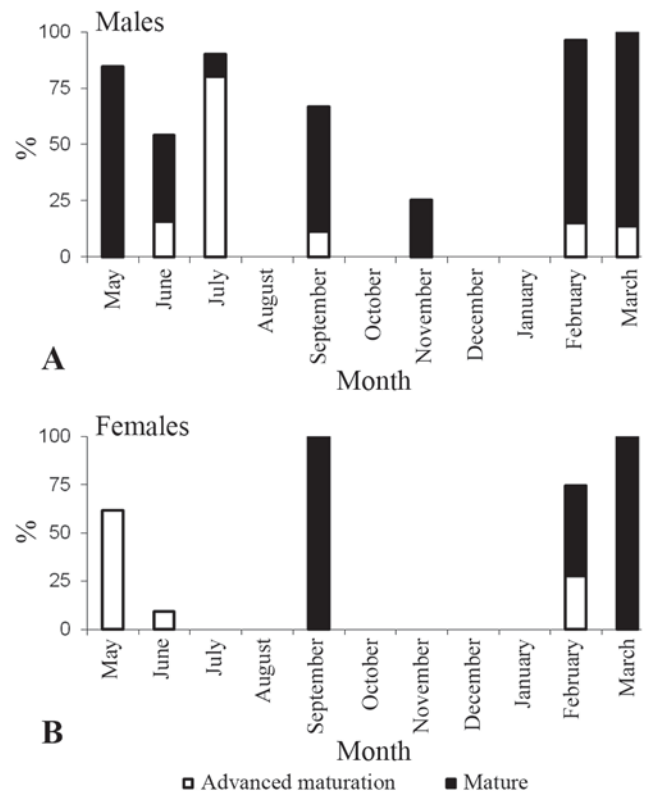 Males
100
75
50
25
0
%
May
June
July
August
September
October
November
December
January
February
March
A
Month
Females
100
75
50
25
0
%
May
June
July
August
September
October
November
December
January
February
March
B
Month
Advanced maturation Mature